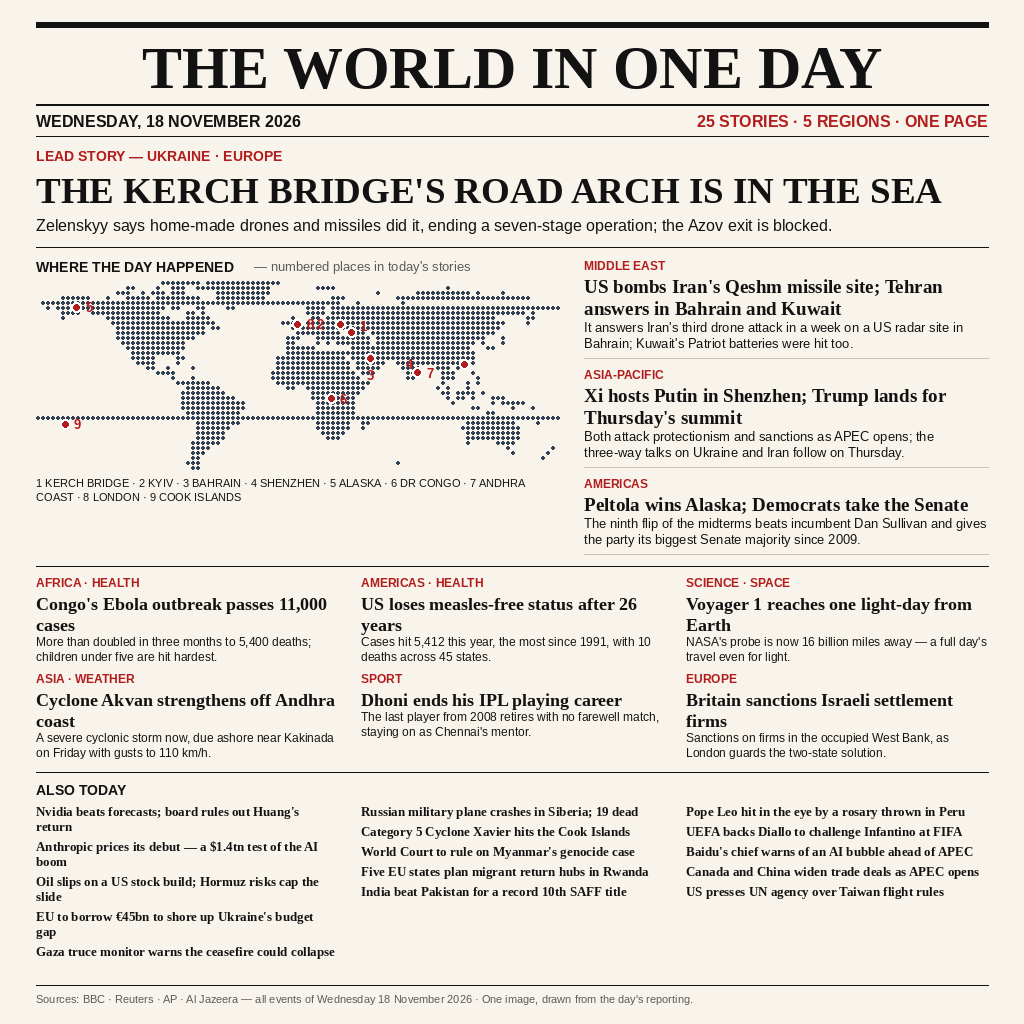 THE WORLD IN ONE DAY
WEDNESDAY, 18 NOVEMBER 2026
25 STORIES · 5 REGIONS · ONE PAGE
LEAD STORY — UKRAINE · EUROPE
THE KERCH BRIDGE'S ROAD ARCH IS IN THE SEA
Zelenskyy says home-made drones and missiles did it, ending a seven-stage operation; the Azov exit is blocked.
WHERE THE DAY HAPPENED — numbered places in today's stories
5
8 2
1
3
4
7
6
9
1 KERCH BRIDGE · 2 KYIV · 3 BAHRAIN · 4 SHENZHEN · 5 ALASKA · 6 DR CONGO · 7 ANDHRA
COAST · 8 LONDON · 9 COOK ISLANDS
MIDDLE EAST
US bombs Iran's Qeshm missile site; Tehran
answers in Bahrain and Kuwait
It answers Iran's third drone attack in a week on a US radar site in
Bahrain; Kuwait's Patriot batteries were hit too.
ASIA-PACIFIC
Xi hosts Putin in Shenzhen; Trump lands for
Thursday's summit
Both attack protectionism and sanctions as APEC opens; the
three-way talks on Ukraine and Iran follow on Thursday.
AMERICAS
Peltola wins Alaska; Democrats take the Senate
The ninth flip of the midterms beats incumbent Dan Sullivan and gives
the party its biggest Senate majority since 2009.
AFRICA · HEALTH
Congo's Ebola outbreak passes 11,000
cases
More than doubled in three months to 5,400 deaths;
children under five are hit hardest.
AMERICAS · HEALTH
US loses measles-free status after 26
years
Cases hit 5,412 this year, the most since 1991, with 10
deaths across 45 states.
SCIENCE · SPACE
Voyager 1 reaches one light-day from
Earth
NASA's probe is now 16 billion miles away — a full day's
travel even for light.
ASIA · WEATHER
Cyclone Akvan strengthens off Andhra
coast
A severe cyclonic storm now, due ashore near Kakinada
on Friday with gusts to 110 km/h.
SPORT
Dhoni ends his IPL playing career
The last player from 2008 retires with no farewell match,
staying on as Chennai's mentor.
EUROPE
Britain sanctions Israeli settlement
firms
Sanctions on firms in the occupied West Bank, as
London guards the two-state solution.
ALSO TODAY
Nvidia beats forecasts; board rules out Huang's
return
Anthropic prices its debut — a $1.4tn test of the AI
boom
Oil slips on a US stock build; Hormuz risks cap the
slide
EU to borrow €45bn to shore up Ukraine's budget
gap
Gaza truce monitor warns the ceasefire could collapse
Russian military plane crashes in Siberia; 19 dead
Category 5 Cyclone Xavier hits the Cook Islands
World Court to rule on Myanmar's genocide case
Five EU states plan migrant return hubs in Rwanda
India beat Pakistan for a record 10th SAFF title
Pope Leo hit in the eye by a rosary thrown in Peru
UEFA backs Diallo to challenge Infantino at FIFA
Baidu's chief warns of an AI bubble ahead of APEC
Canada and China widen trade deals as APEC opens
US presses UN agency over Taiwan flight rules
Sources: BBC · Reuters · AP · Al Jazeera — all events of Wednesday 18 November 2026 · One image, drawn from the day's reporting.